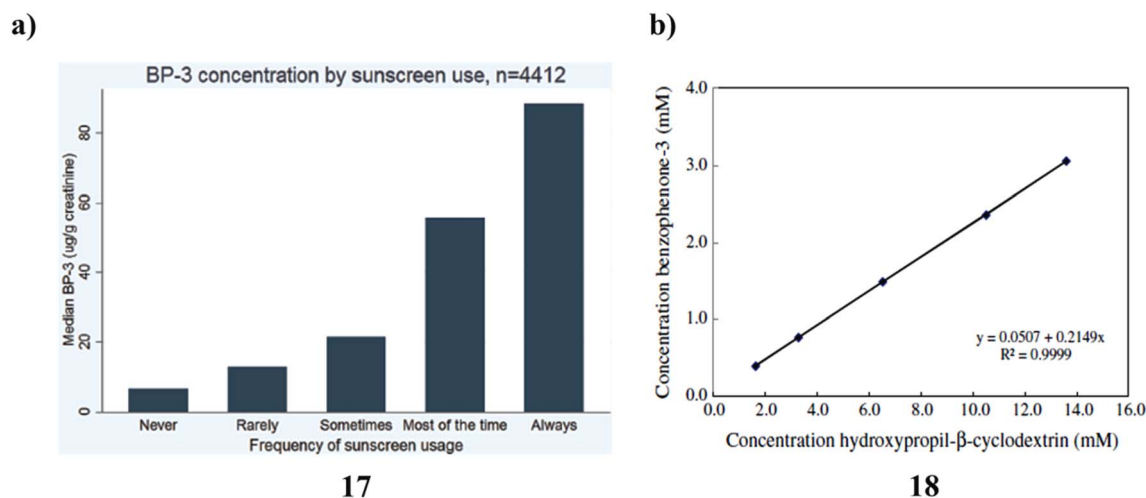 a)
BP-3 concentration by sunscreen use, n=4412
Median BP-3 (ug/g creatinine)
80
60
40
20
0
Never Rarely Sometimes Most of the time Always
Frequency of sunscreen usage
17
b)
Concentration benzophenone-3 (mM)
4.0
3.0
2.0
1.0
0.0
y = 0.0507 + 0.2149x
R² = 0.9999
0.0 2.0 4.0 6.0 8.0 10.0 12.0 14.0 16.0
Concentration hydroxypropil-β-cyclodextrin (mM)
18